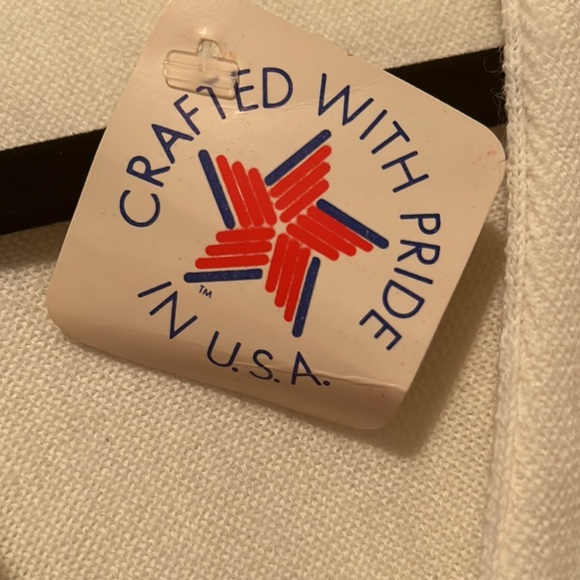 CRAFTED WITH PRIDE
IN U.S.A.
TM